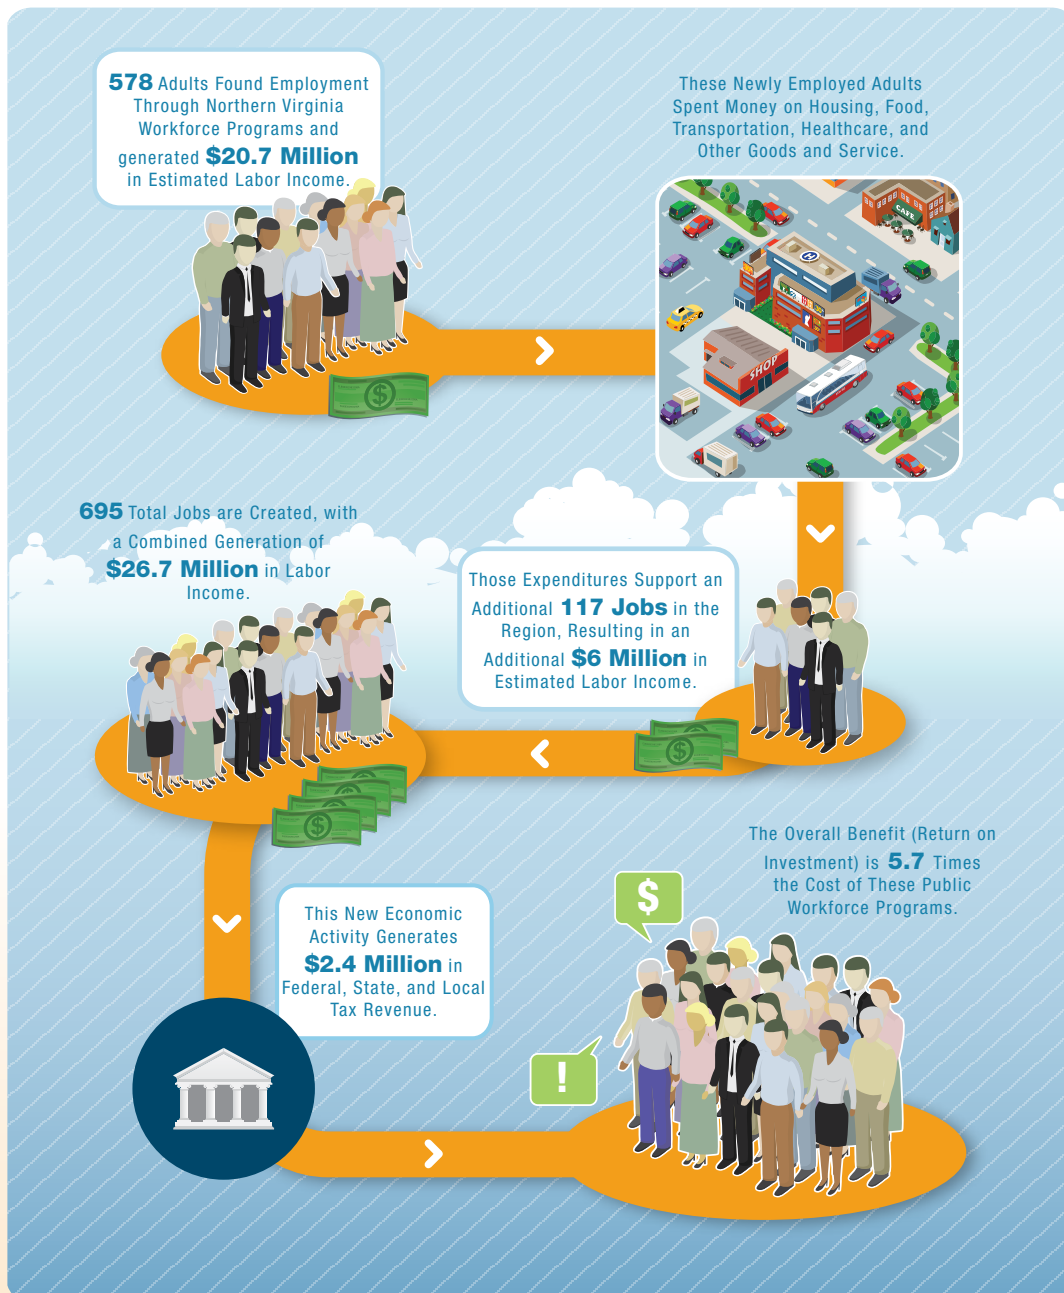 578 Adults Found Employment
Through Northern Virginia
Workforce Programs and
generated $20.7 Million
in Estimated Labor Income.
These Newly Employed Adults
Spent Money on Housing, Food,
Transportation, Healthcare, and
Other Goods and Service.
CAFE
H
SHOP
Those Expenditures Support an
Additional 117 Jobs in the
Region, Resulting in an
Additional $6 Million in
Estimated Labor Income.
695 Total Jobs are Created, with
a Combined Generation of
$26.7 Million in Labor
Income.
This New Economic
Activity Generates
$2.4 Million in
Federal, State, and Local
Tax Revenue.
The Overall Benefit (Return on
Investment) is 5.7 Times
the Cost of These Public
Workforce Programs.
$
!